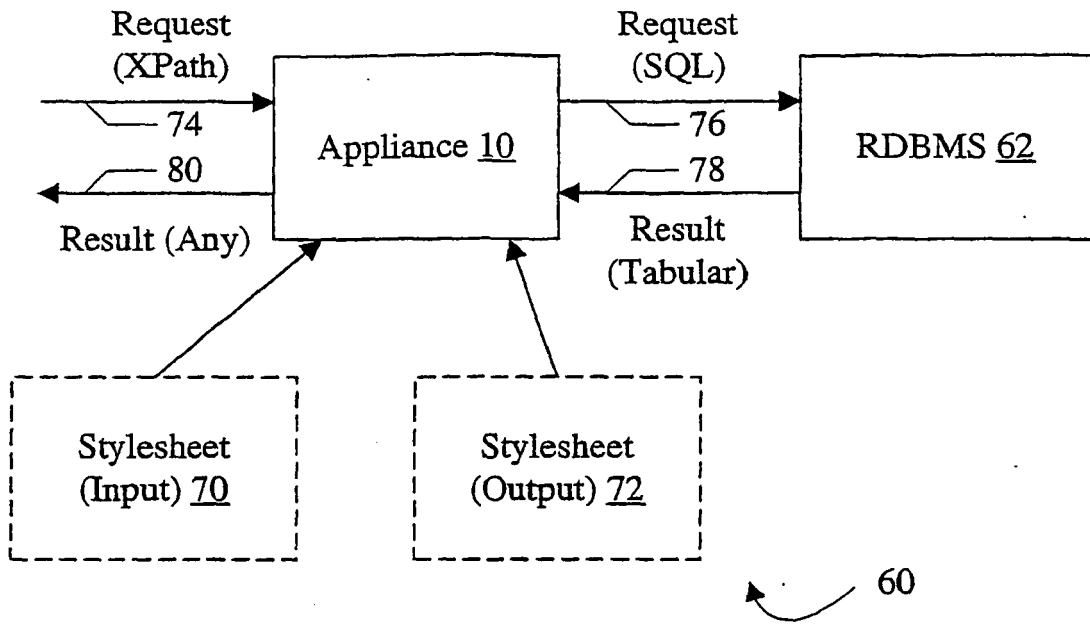 Request
(XPath)
74
80
Result (Any)
Appliance 10
Request
(SQL)
76
78
Result
(Tabular)
RDBMS 62
Stylesheet
(Input) 70
Stylesheet
(Output) 72
60